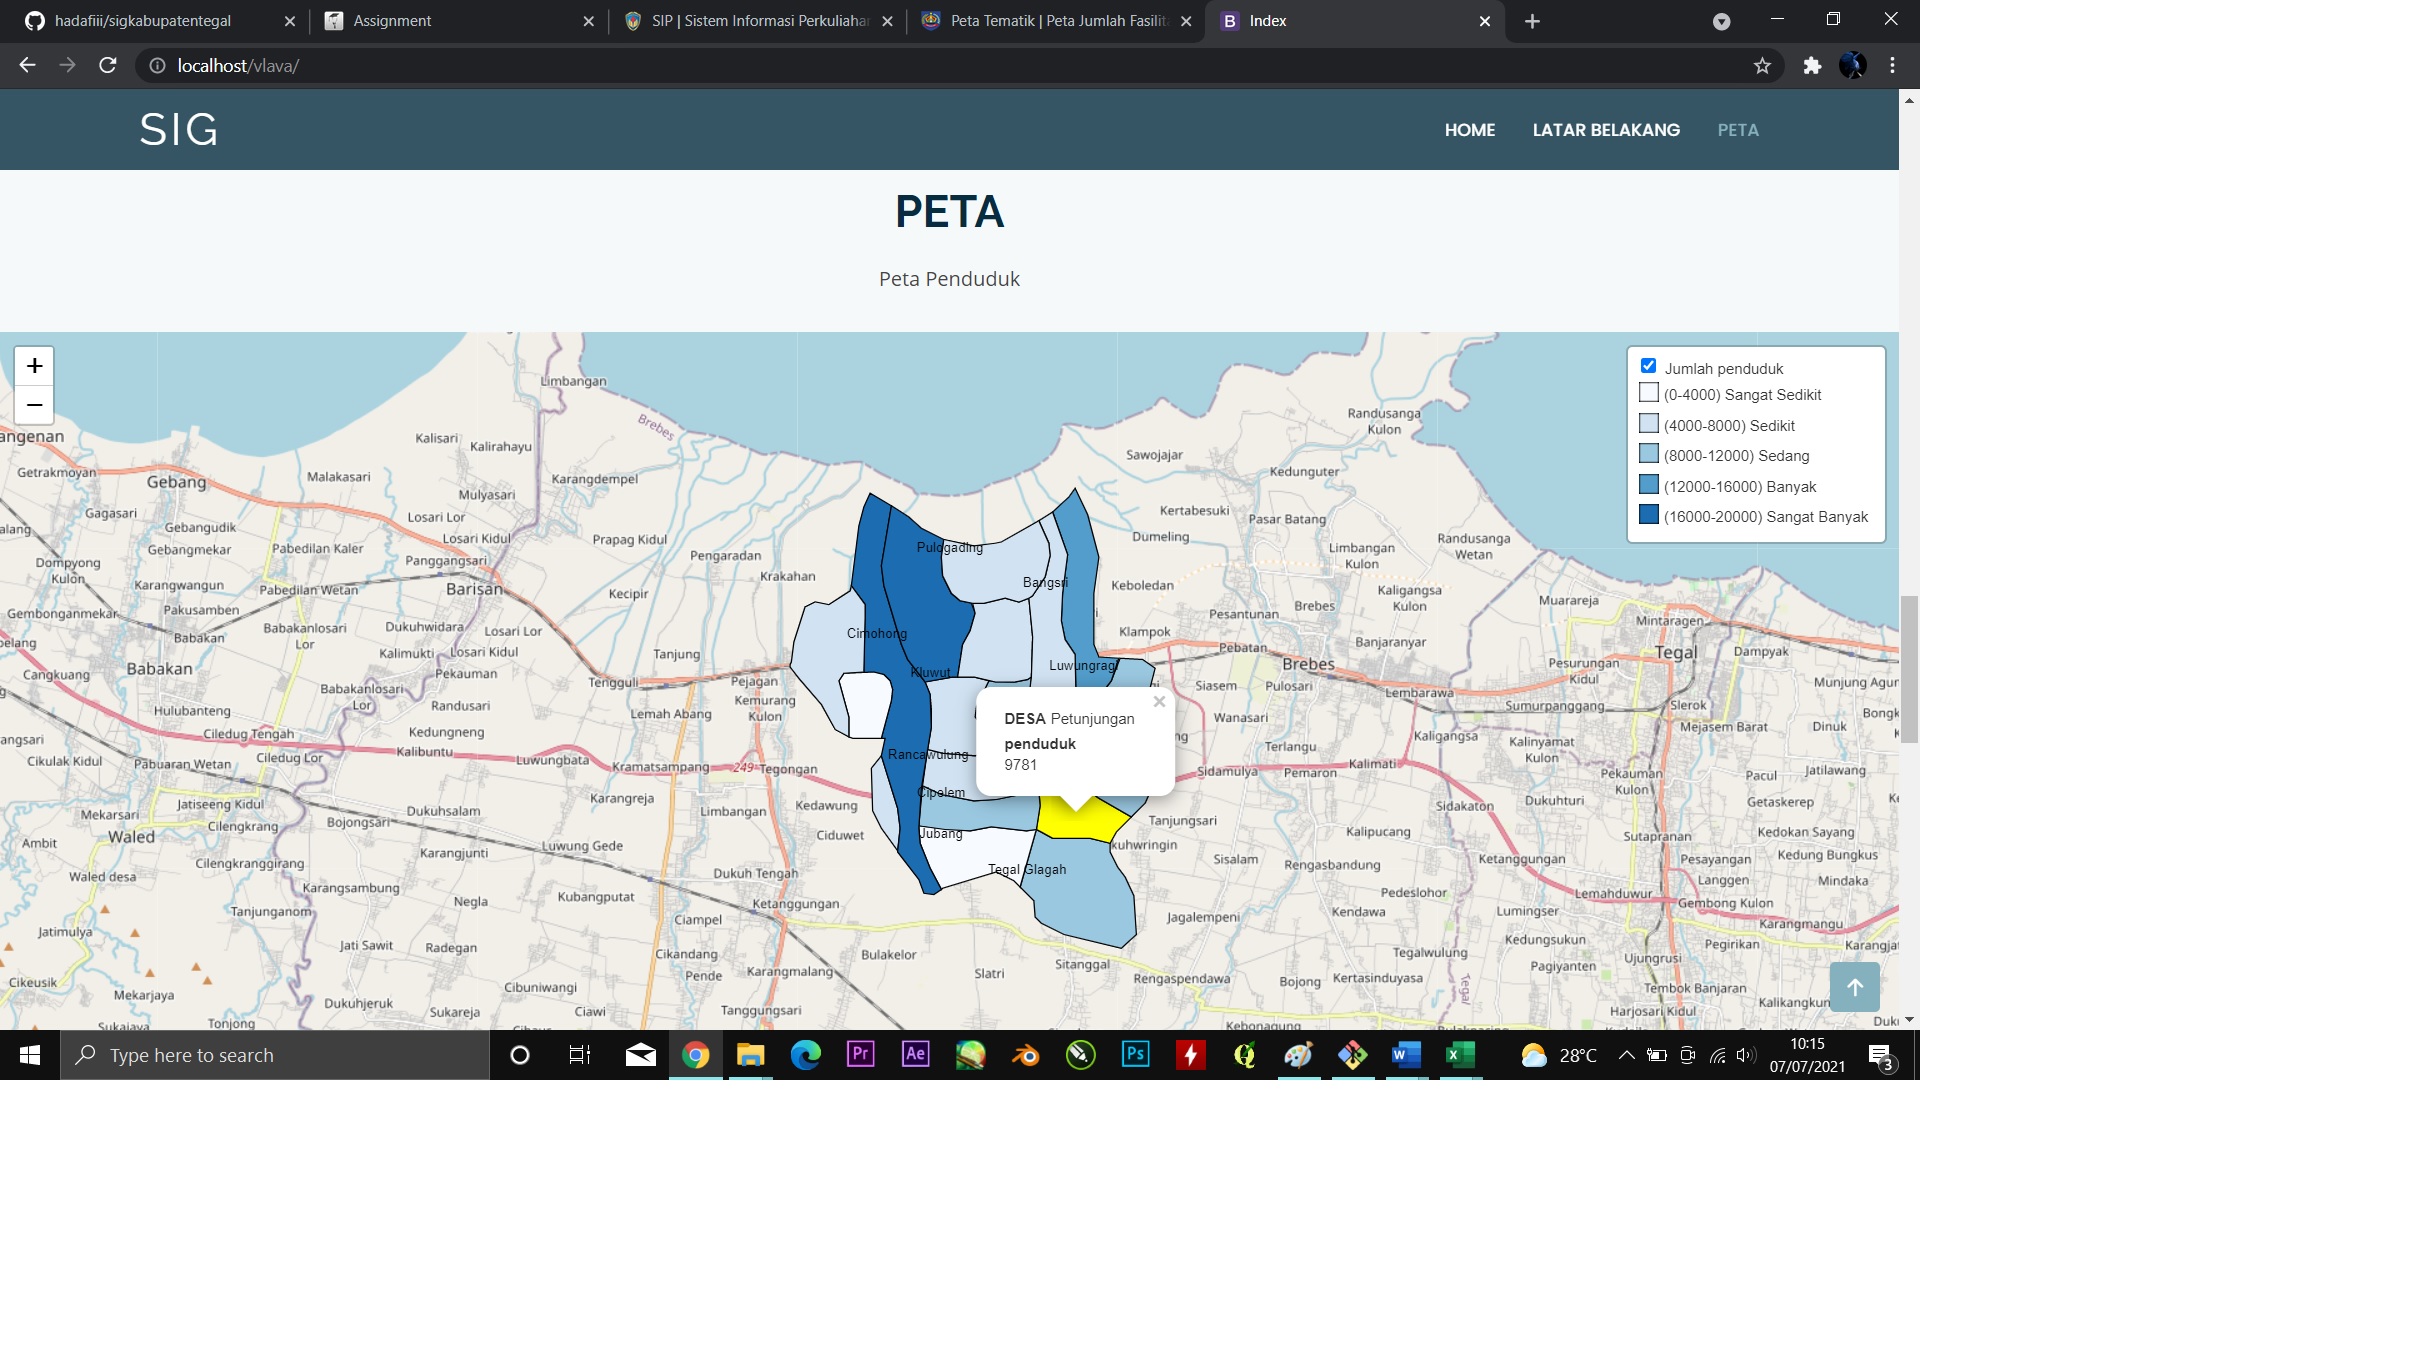 hadafiiii/sigkabupatentegal
Assignment
SIP | Sistem Informasi Perkuliahan
Peta Tematik | Peta Jumlah Fasilit
Index
localhost/vlava/
SIG
HOME
LATAR BELAKANG
PETA
PETA
Peta Penduduk
+
−
Jumlah penduduk
(0-4000) Sangat Sedikit
(4000-8000) Sedikit
(8000-12000) Sedang
(12000-16000) Banyak
(16000-20000) Sangat Banyak
Limbangan
Brebes
Randusanga
Kulon
angenan
Kalisari
Kalirahayu
Getrakmoyan
Gebang
Malakasari
Mulyasari
Karangdempel
Sawojajar
Kedunguter
Gagasari
Losari Lor
Kertabesuki
Pasar Batang
alang
Gebangudik
Losari Kidul
Prapag Kidul
Dumeling
Randusanga
Wetan
Gebangmekar
Pabedilan Kaler
Pengaradan
Pulogading
Limbangan
Kulon
Dompyong
Kulon
Panggangsari
Krakahan
Bangsri
Keboledan
Karangwangun
Pabedilan Wetan
Barisan
Kecipir
Kaligangsa
Kulon
Muarareja
Gembonganmekar
Pakusamben
Pesantunan
Brebes
Mintaragen
Babakan
Babakanlosari
Lor
Dukuhwidara
Losari Lor
Cimohong
Klampok
Banjaranyar
pelang
Kalimukti
Losari Kidul
Tanjung
Pebatan
Tegal
Dampyak
Cangkuang
Babakan
Pekauman
Tengguli
Pejagan
Kluwut
Luwungragi
Brebes
Pesurungan
Kidul
Babakanlosari
Lor
Siasem
Pulosari
Lembarawa
Munjung Agur
Hulubanteng
Randusari
Lemah Abang
Kemurang
Kulon
Wanasari
Sumurpanggang
Slerok
Bongk
DESA Petunjungan
penduduk
9781
×
angsari
Ciledug Tengah
Kedungneng
Mejasem Barat
Dinuk
Cikulak Kidul
Pabuaran Wetan
Ciledug Lor
Kalibuntu
Luwungbata
Kramatsampang
249
Tegongan
Rancawulung
Terlangu
Kaligangsa
Kalinyamat
Kulon
Sidamulya
Pemaron
Kalimati
Pekauman
Kulon
Pacul
Jatilawang
Jatiseeng Kidul
Dukuhsalam
Karangreja
Kedawung
Cipelem
Sidakaton
Dukuhturi
Getaskerep
Mekarsari
Cikengkrang
Bojongsari
Limbangan
Tanjungsari
Waled
Ciduwet
Jubang
Kalipucang
Sutapranan
Kedokan Sayang
Ambit
Cilengkranggirang
Karangjunti
Luwung Gede
kuhwringin
Sisalam
Rengasbandung
Ketanggungan
Pesayangan
Kedung Bungkus
Waled desa
Karangsambung
Dukuh Tengah
Tegal Glagah
Langgen
Mindaka
Tanjunganom
Negla
Kubangputat
Ketanggungan
Pedeslohor
Lemahduwur
Gembong Kulon
Jatimulya
Ciampel
Jagalempeni
Kendawa
Lumingser
Karangmangu
Jati Sawit
Radegan
Cikandang
Bulakelor
Sitanggal
Tegalwulung
Kedungsukun
Pegirikan
Karangjat
Cikeusik
Pende
Karangmalang
Slatri
Rengaspendawa
Bojong
Kertasinduyasa
Pagiyanten
Ujungrusi
Mekarjaya
Cibuniwangi
Tegal
Tembok Banjaran
Kalikangkun
Dukuhjeruk
Sukareja
Ciawi
Tanggungsari
Harjosari Kidul
Sukajaya
Tonjong
Kebonagung
Duku
Type here to search
28°C
10:15
07/07/2021
3